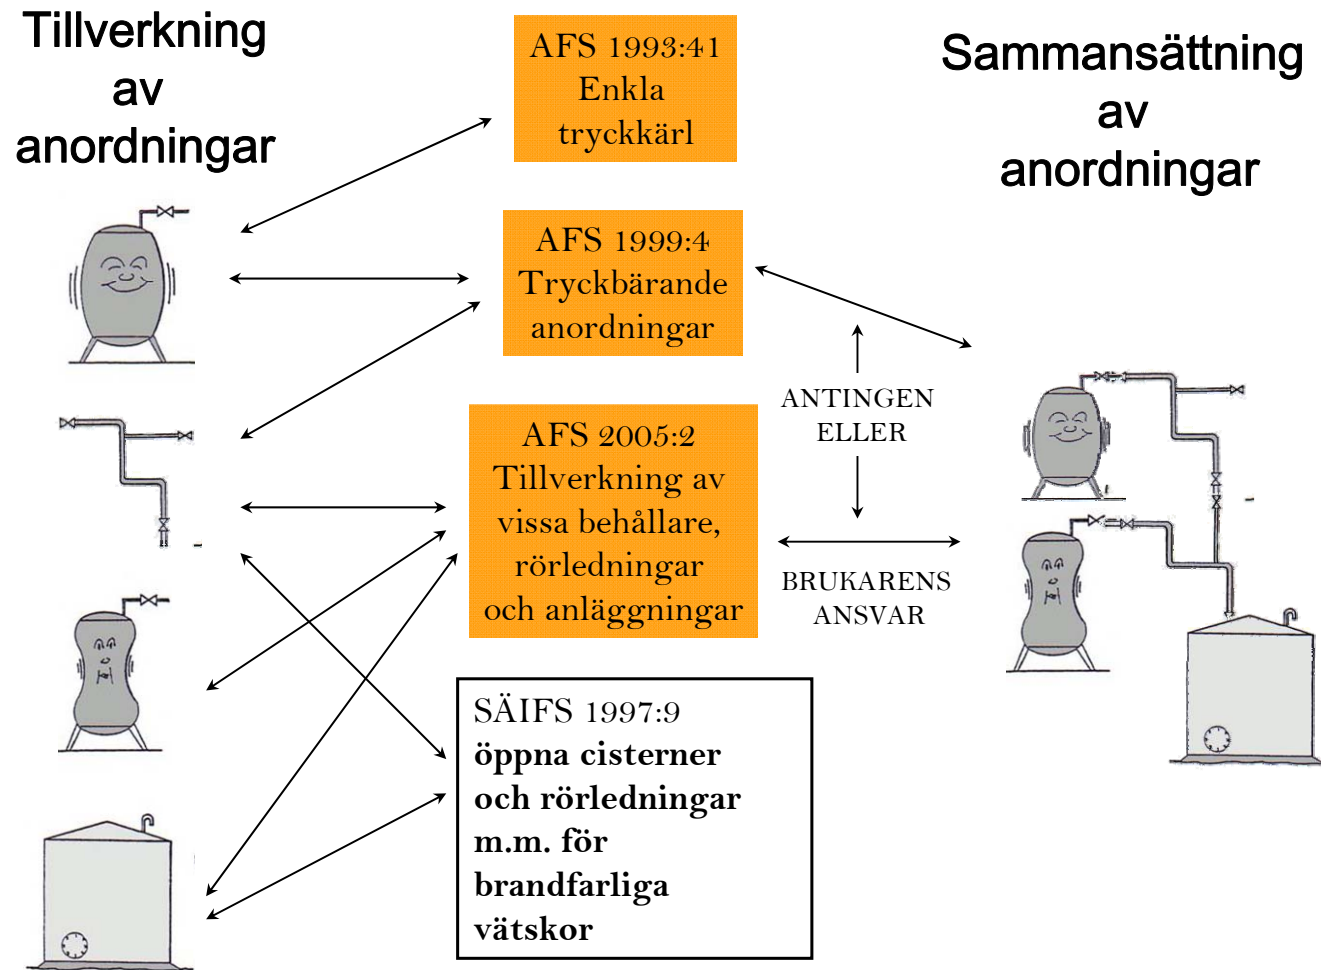 Tillverkning
av
anordningar
AFS 1993:41
Enkla
tryckkärl
AFS 1999:4
Tryckbärande
anordningar
AFS 2005:2
Tillverkning av
vissa behållare,
rörledningar
och anläggningar
SÄIFS 1997:9
öppna cisterner
och rörledningar
m.m. för
brandfarliga
vätskor
ANTINGEN
ELLER
BRUKARENS
ANSVAR
Sammansättning
av
anordningar